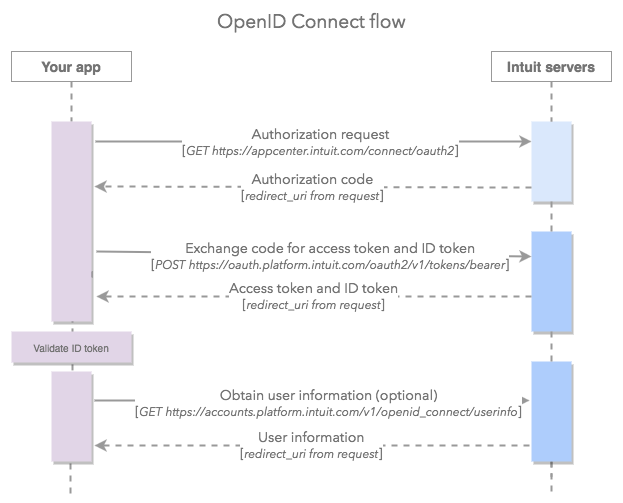 OpenID Connect flow
Your app
Intuit servers
Authorization request
[GET https://appcenter.intuit.com/connect/oauth2]
Authorization code
[redirect_uri from request]
Exchange code for access token and ID token
[POST https://oauth.platform.intuit.com/oauth2/v1/tokens/bearer]
Access token and ID token
[redirect_uri from request]
Validate ID token
Obtain user information (optional)
[GET https://accounts.platform.intuit.com/v1/openid_connect/userinfo]
User information
[redirect_uri from request]